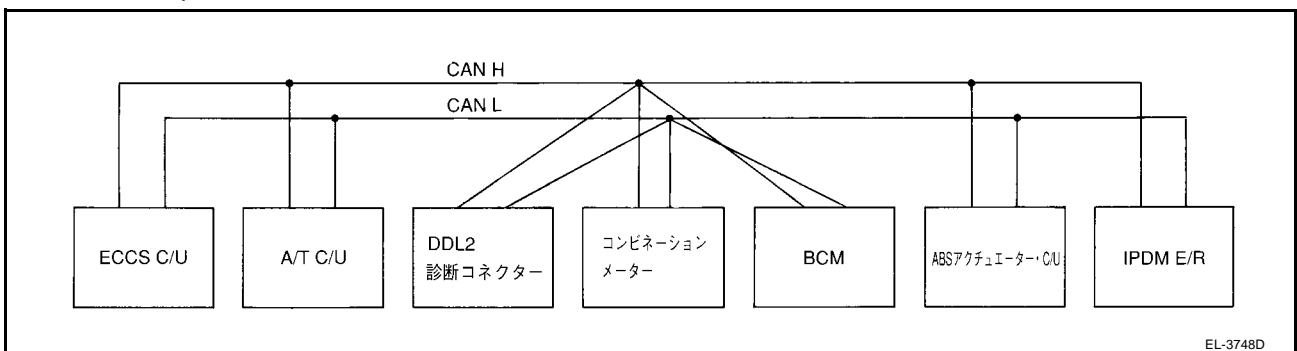 CAN H
CAN L
ECCS C/U
A/T C/U
DDL2
診断コネクター
コンビネーション
メーター
BCM
ABSアクチュエーター・C/U
IPDM E/R
EL-3748D